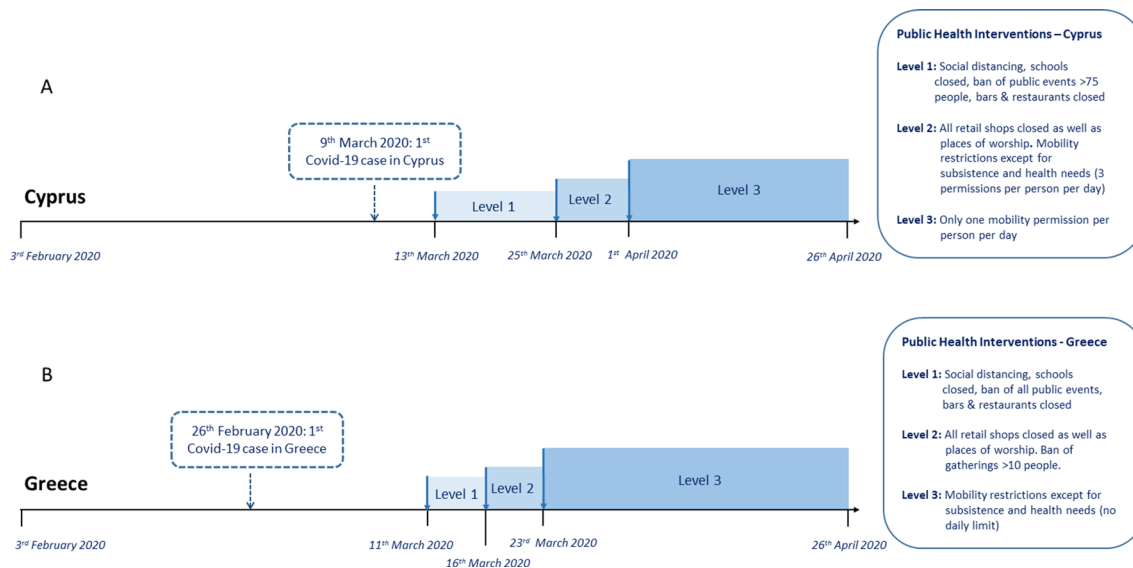 A
9th March 2020: 1st
Covid-19 case in Cyprus
Cyprus
Level 1
Level 2
Level 3
3rd February 2020
13th March 2020
25th March 2020
1st April 2020
26th April 2020
Public Health Interventions – Cyprus
Level 1: Social distancing, schools
closed, ban of public events >75
people, bars & restaurants closed
Level 2: All retail shops closed as well as
places of worship. Mobility
restrictions except for
subsistence and health needs (3
permissions per person per day)
Level 3: Only one mobility permission per
person per day
B
26th February 2020: 1st
Covid-19 case in Greece
Greece
Level 1
Level 2
Level 3
3rd February 2020
11th March 2020
16th March 2020
23rd March 2020
26th April 2020
Public Health Interventions - Greece
Level 1: Social distancing, schools
closed, ban of all public events,
bars & restaurants closed
Level 2: All retail shops closed as well as
places of worship. Ban of
gatherings >10 people.
Level 3: Mobility restrictions except for
subsistence and health needs (no
daily limit)